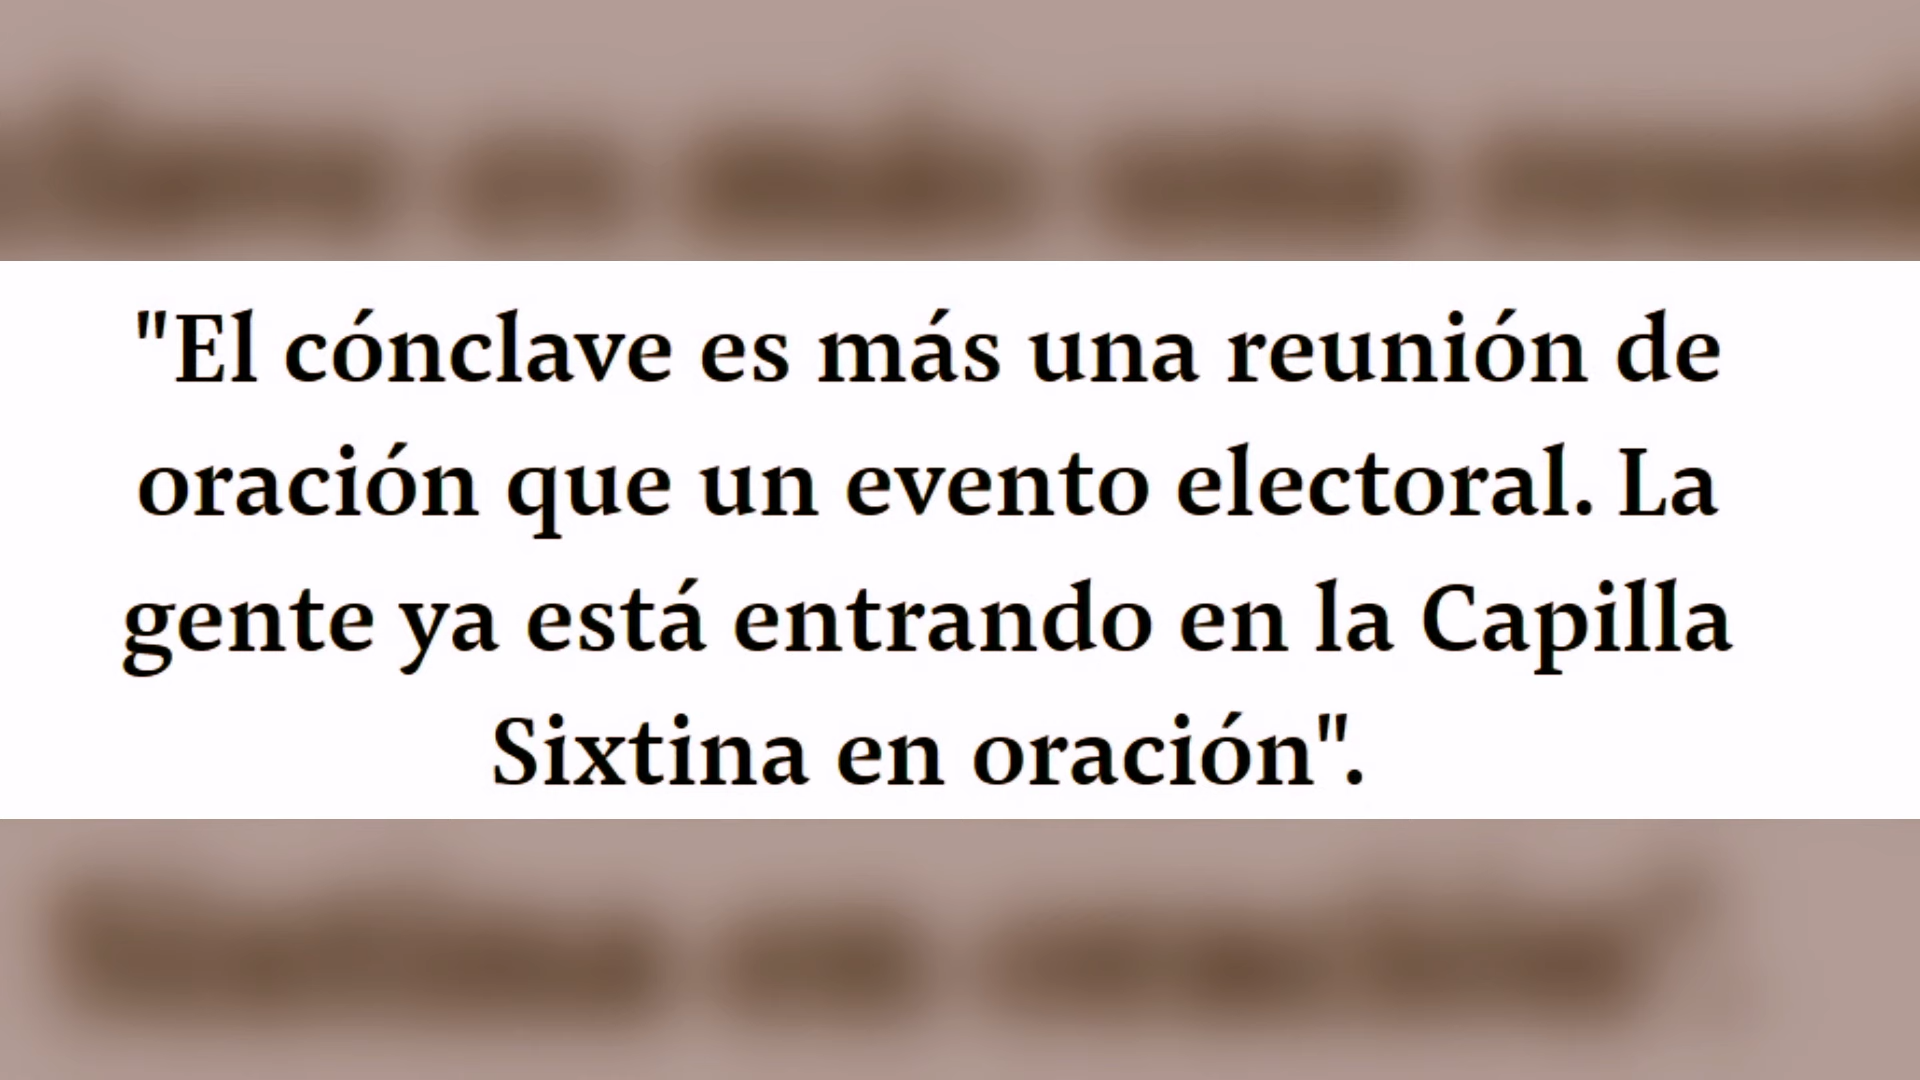 "El cónclave es más una reunión de
oración que un evento electoral. La
gente ya está entrando en la Capilla
Sixtina en oración".